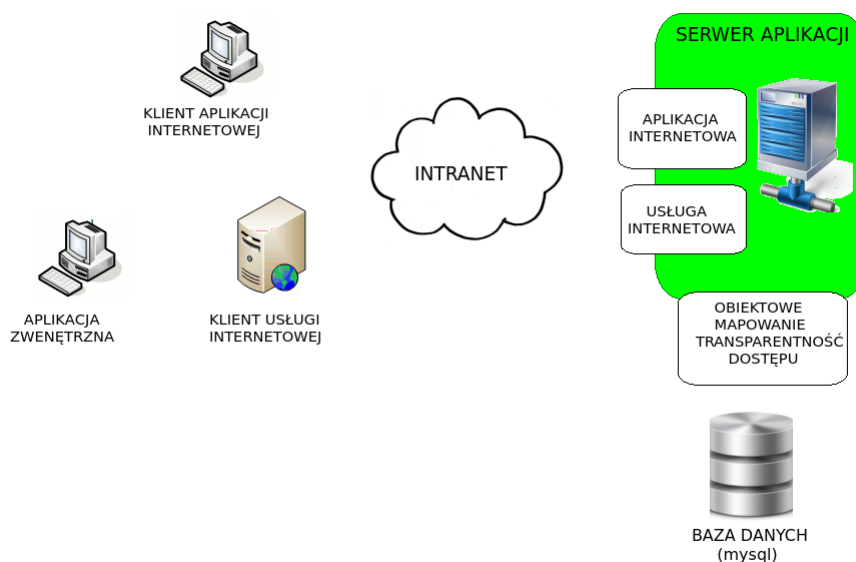 SERWER APLIKACJI
KLIENT APLIKACJI
INTERNETOWEJ
INTRANET
APLIKACJA
INTERNETOWA
USŁUGA
INTERNETOWA
APLIKACJA
ZWENĘTRZNA
KLIENT USŁUGI
INTERNETOWEJ
OBIEKTOWE
MAPOWANIE
TRANSPARENTNOŚĆ
DOSTĘPU
BAZA DANYCH
(mysql)